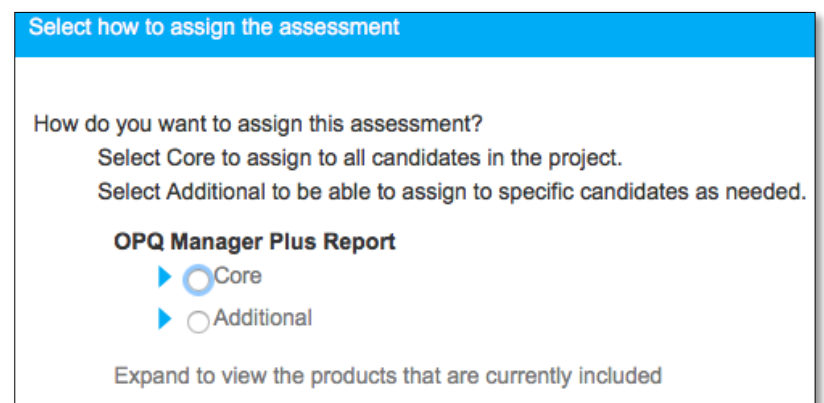 Select how to assign the assessment
How do you want to assign this assessment?
Select Core to assign to all candidates in the project.
Select Additional to be able to assign to specific candidates as needed.
OPQ Manager Plus Report
Core
Additional
Expand to view the products that are currently included